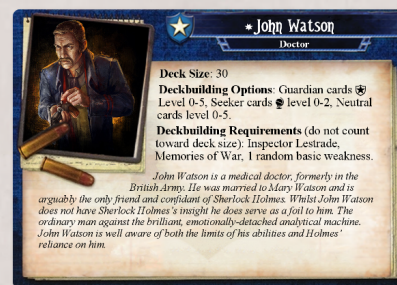 *John Watson
Doctor
Deck Size: 30
Deckbuilding Options: Guardian cards
Level 0-5, Seeker cards level 0-2, Neutral
cards level 0-5.
Deckbuilding Requirements (do not count
toward deck size): Inspector Lestrade,
Memories of War, 1 random basic weakness.
John Watson is a medical doctor, formerly in the
British Army. He was married to Mary Watson and is
arguably the only friend and confidant of Sherlock Holmes. Whilst John Watson
does not have Sherlock Holmes's insight he does serve as a foil to him. The
ordinary man against the brilliant, emotionally-detached analytical machine.
John Watson is well aware of both the limits of his abilities and Holmes'
reliance on him.